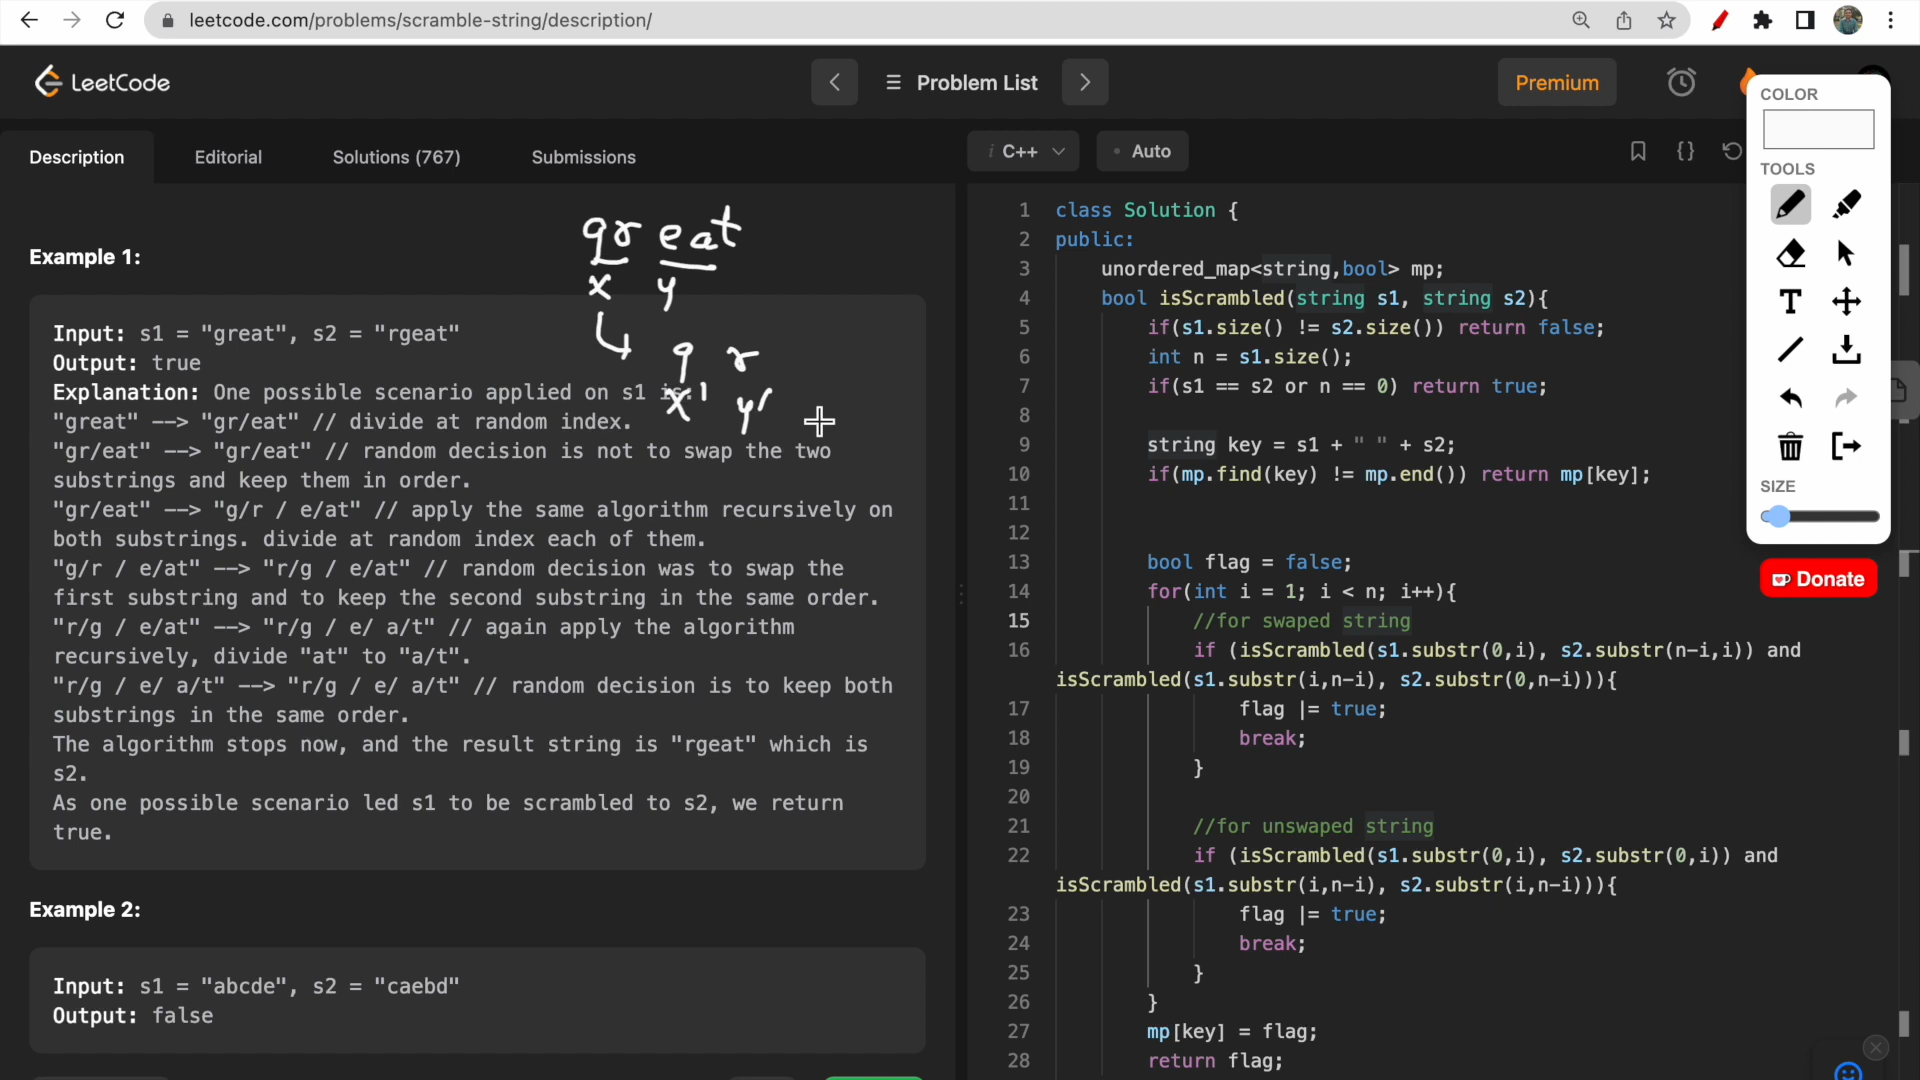 leetcode.com/problems/scramble-string/description/
LeetCode
Problem List
Premium
Description
Editorial
Solutions (767)
Submissions
i C++
Auto
great
x y
g r
x' y'
Example 1:
Input: s1 = "great", s2 = "rgeat"
Output: true
Explanation: One possible scenario applied on s1 is:
"great" --> "gr/eat" // divide at random index.
"gr/eat" --> "gr/eat" // random decision is not to swap the two
substrings and keep them in order.
"gr/eat" --> "g/r / e/at" // apply the same algorithm recursively on
both substrings. divide at random index each of them.
"g/r / e/at" --> "r/g / e/at" // random decision was to swap the
first substring and to keep the second substring in the same order.
"r/g / e/at" --> "r/g / e/ a/t" // again apply the algorithm
recursively, divide "at" to "a/t".
"r/g / e/ a/t" --> "r/g / e/ a/t" // random decision is to keep both
substrings in the same order.
The algorithm stops now, and the result string is "rgeat" which is
s2.
As one possible scenario led s1 to be scrambled to s2, we return
true.
Example 2:
Input: s1 = "abcde", s2 = "caebd"
Output: false
1 class Solution {
2 public:
3 unordered_map<string,bool> mp;
4 bool isScrambled(string s1, string s2){
5 if(s1.size() != s2.size()) return false;
6 int n = s1.size();
7 if(s1 == s2 or n == 0) return true;
8
9 string key = s1 + " " + s2;
10 if(mp.find(key) != mp.end()) return mp[key];
11
12
13 bool flag = false;
14 for(int i = 1; i < n; i++){
15 //for swaped string
16 if (isScrambled(s1.substr(0,i), s2.substr(n-i,i)) and
isScrambled(s1.substr(i,n-i), s2.substr(0,n-i))){
17 flag |= true;
18 break;
19 }
20
21 //for unswaped string
22 if (isScrambled(s1.substr(0,i), s2.substr(0,i)) and
isScrambled(s1.substr(i,n-i), s2.substr(i,n-i))){
23 flag |= true;
24 break;
25 }
26 }
27 mp[key] = flag;
28 return flag;
COLOR
TOOLS
SIZE
Donate